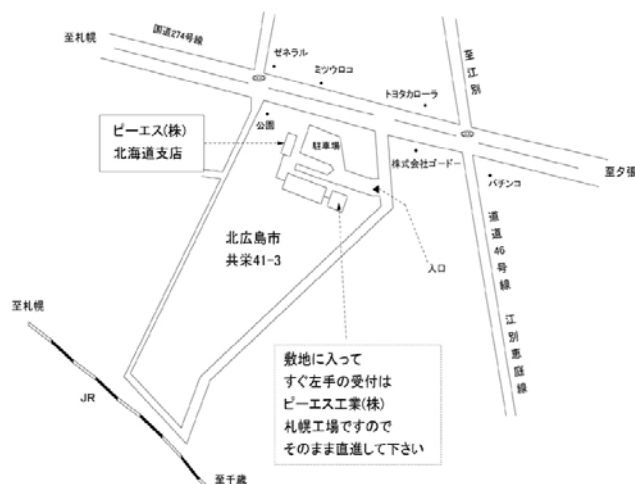 国道274号線
至札幌
ゼネラル
ミツウロコ
至江別
トヨタカローラ
公園
駐車場
株式会社ゴードー
パチンコ
至夕張
ピーエス(株)
北海道支店
北広島市
共栄41-3
入口
道道46号線 江別恵庭線
至札幌
JR
至千歳
敷地に入って
すぐ左手の受付は
ピーエス工業(株)
札幌工場ですので
そのまま直進して下さい